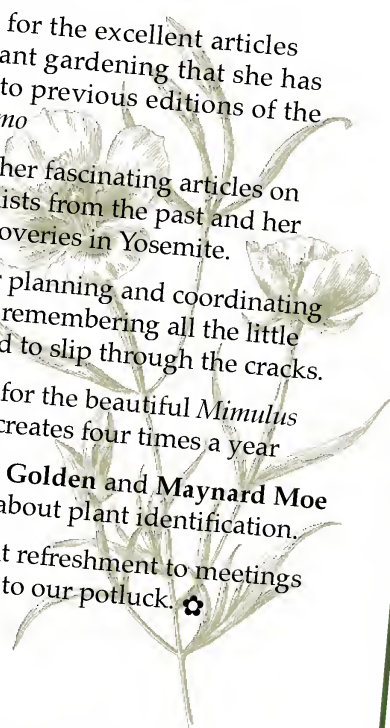 for the excellent articles
ant gardening that she has
to previous editions of the
mo
her fascinating articles on
ists from the past and her
overies in Yosemite.
planning and coordinating
remembering all the little
d to slip through the cracks.
for the beautiful Mimulus
creates four times a year
Golden and Maynard Moe
about plant identification.
t refreshment to meetings
to our potluck. ✿